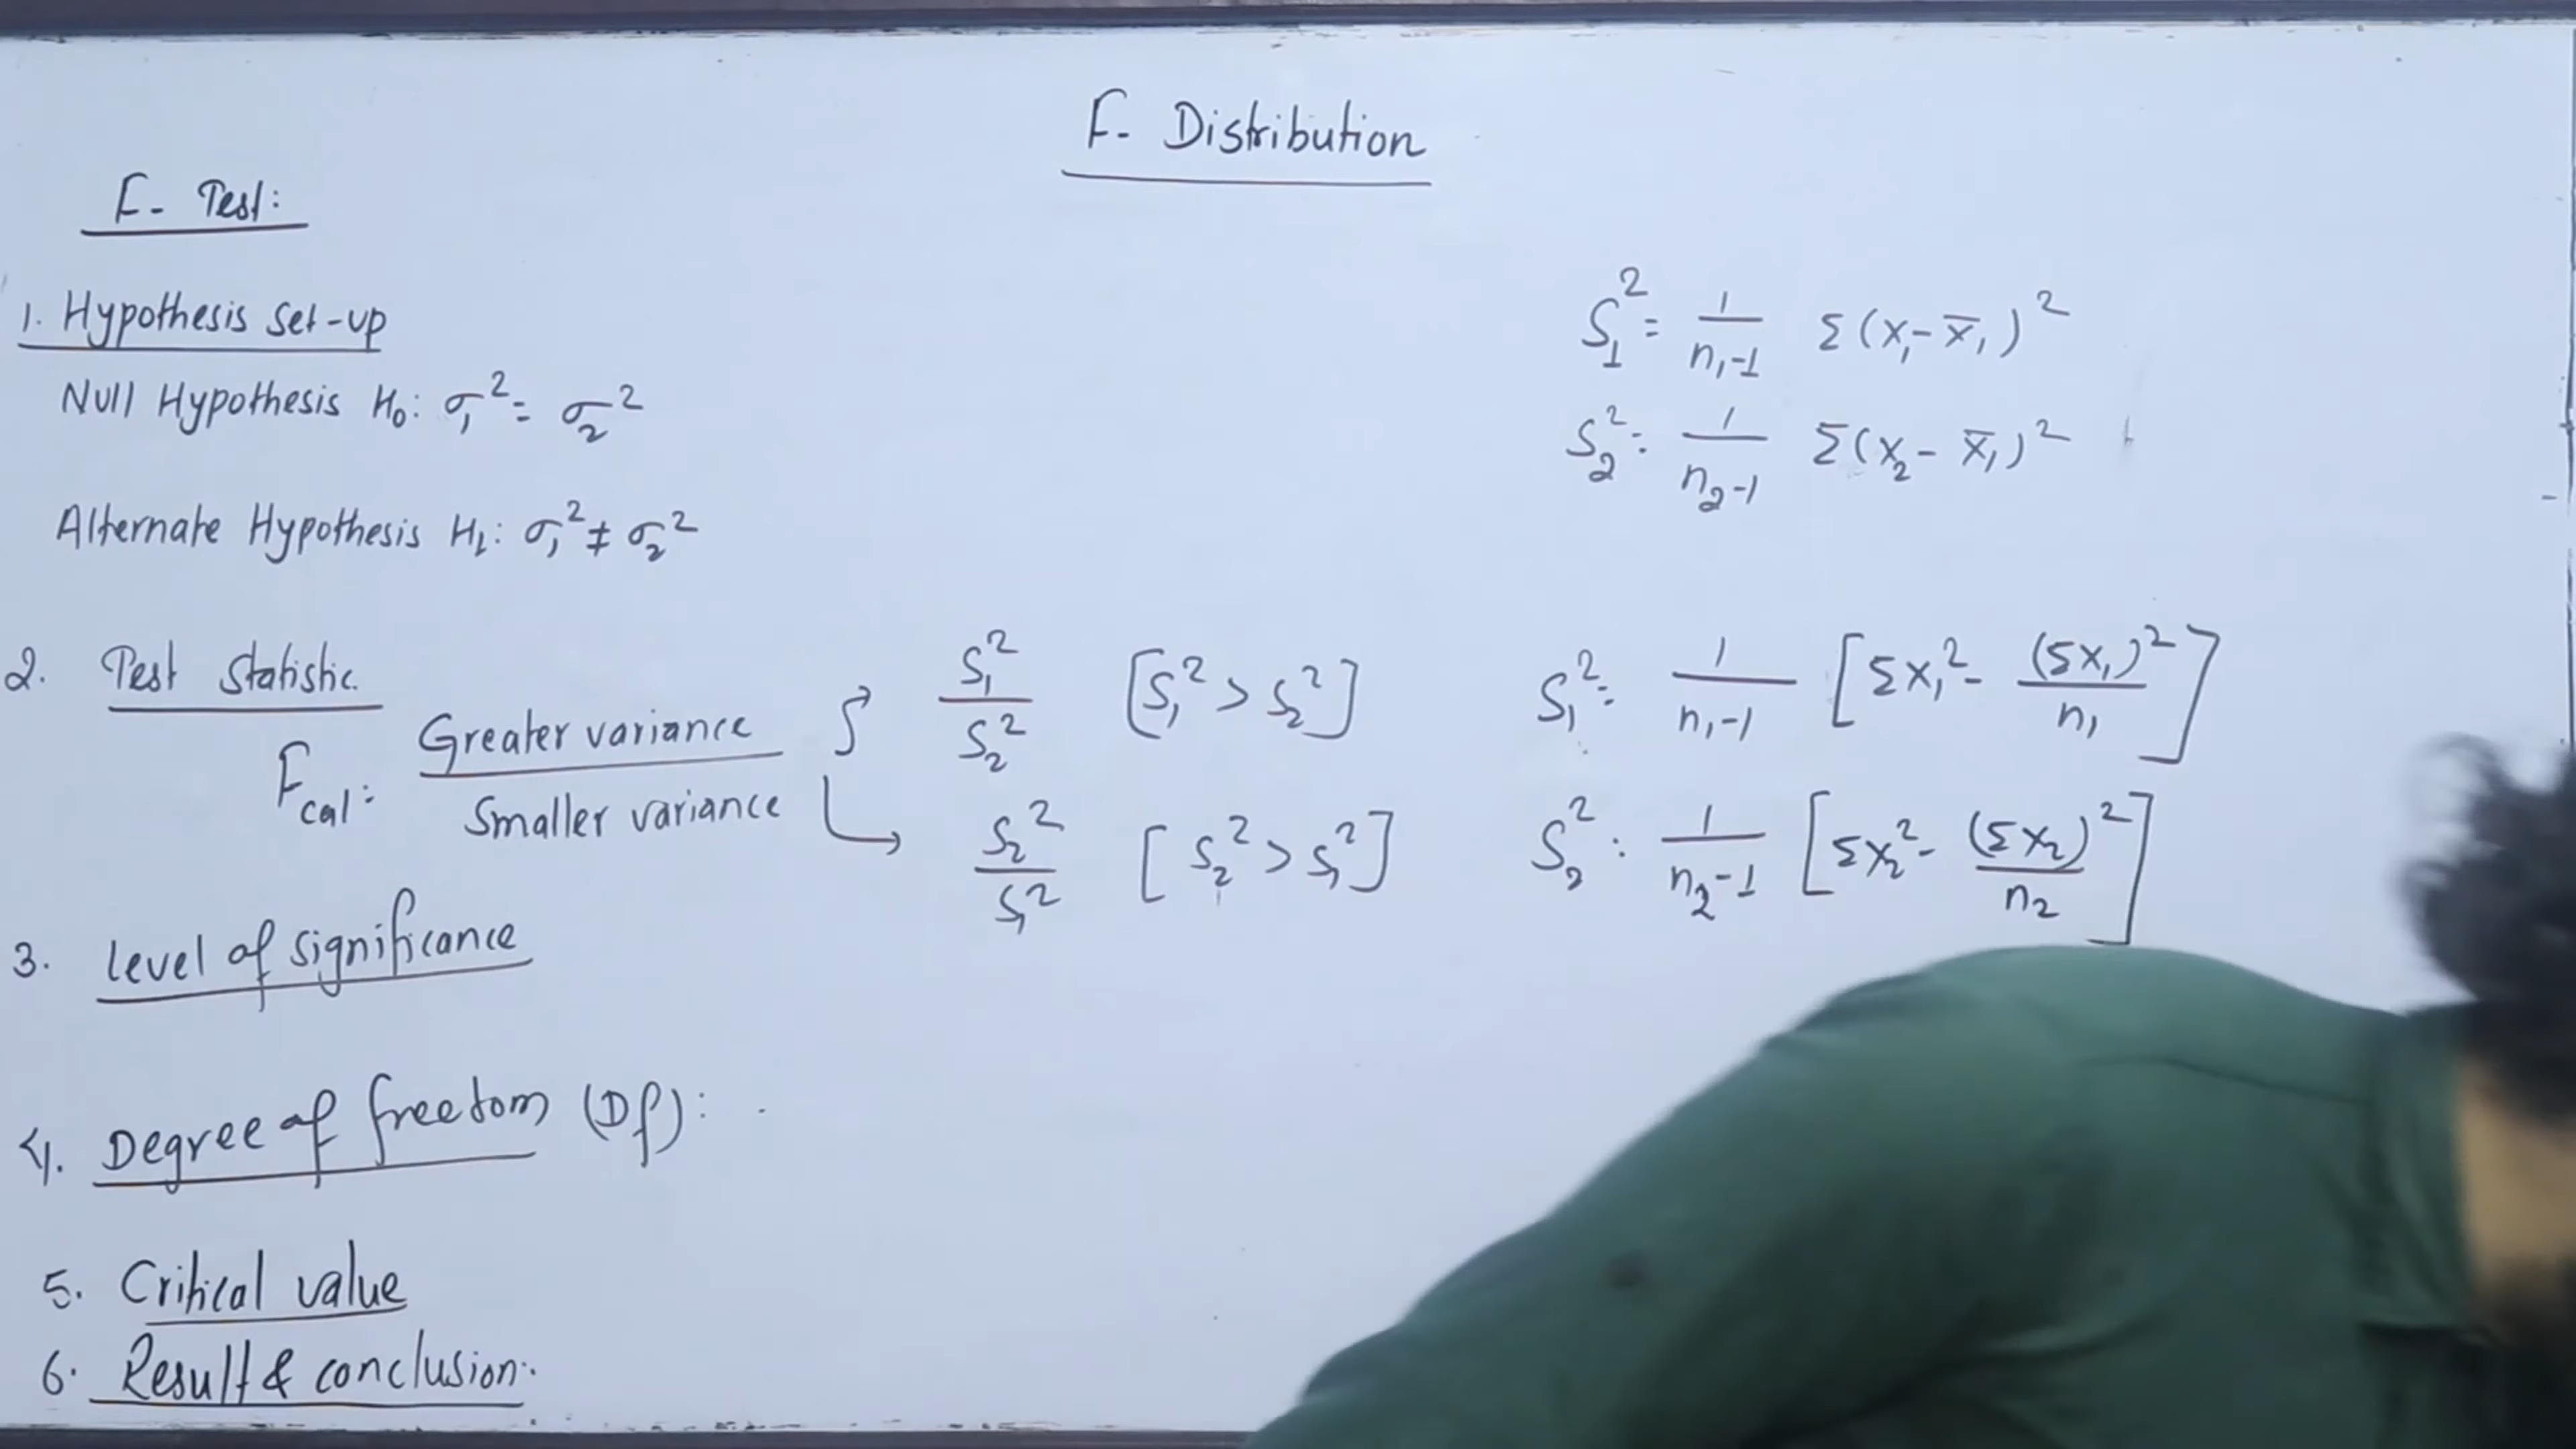 F- Distribution
F- Test:
1. Hypothesis Set-up
Null Hypothesis H₀: σ₁² = σ₂²
Alternate Hypothesis H₁: σ₁² ≠ σ₂²
S₁² = 1/(n₁-1) Σ(x₁-x̄₁)²
S₂² = 1/(n₂-1) Σ(x₂-x̄₁)²
2. Test Statistic.
F cal = Greater variance / Smaller variance
S₁²/S₂² [S₁² > S₂²]
S₂²/S₁² [S₂² > S₁²]
S₁² = 1/(n₁-1) [Σx₁² - (Σx₁)²/n₁]
S₂² : 1/(n₂-1) [Σx₂² - (Σx₂)²/n₂]
3. Level of significance
4. Degree of freedom (Df):
5. Critical value
6. Result & conclusion: